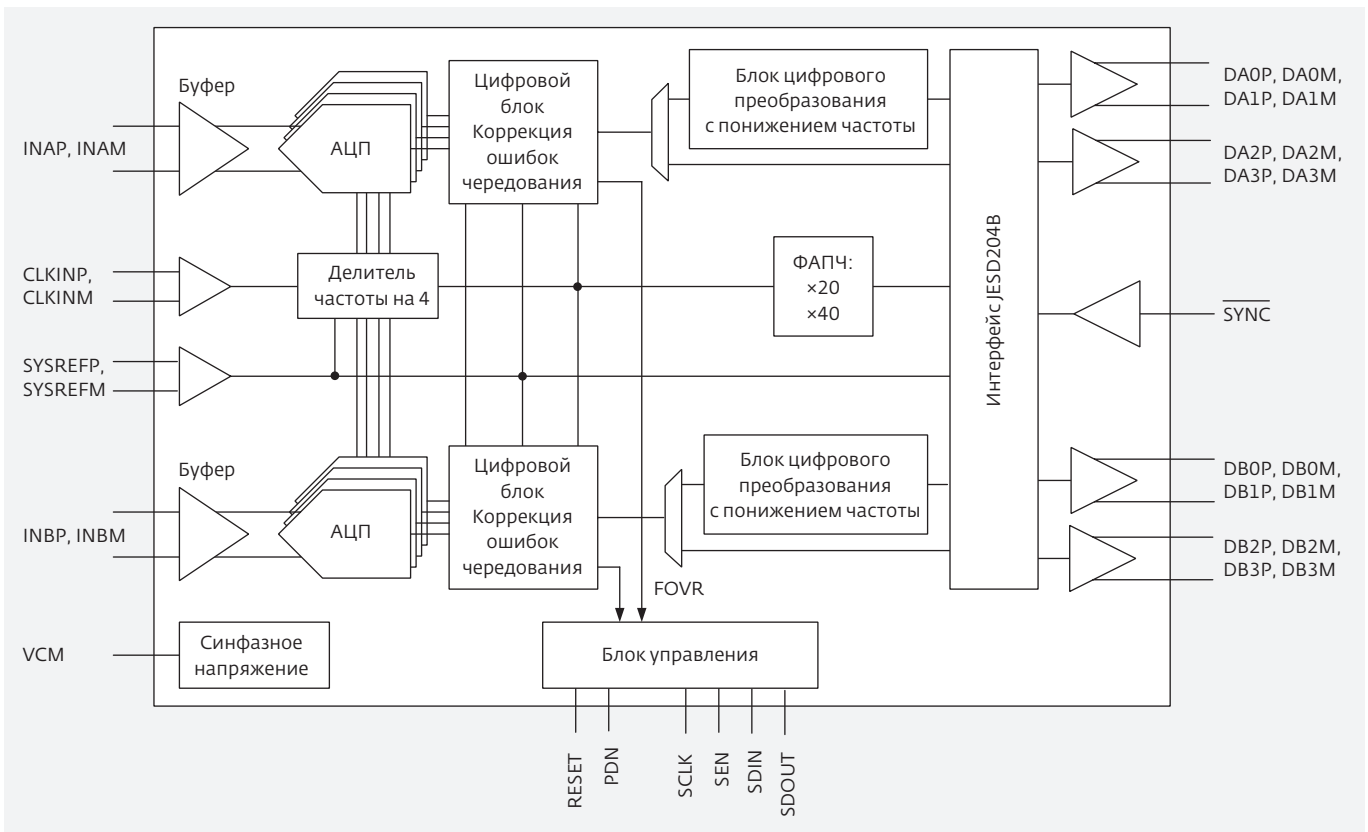 Буфер
INAP, INAM
АЦП
Цифровой
блок
Коррекция
ошибок
чередования
Блок цифрового
преобразования
с понижением частоты
DA0P, DA0M,
DA1P, DA1M
DA2P, DA2M,
DA3P, DA3M
CLKINP,
CLKINM
Делитель
частоты на 4
ФАПЧ:
×20
×40
Интерфейс JESD204B
SYNC
SYSREFP,
SYSREFM
Буфер
INBP, INBM
АЦП
Цифровой
блок
Коррекция
ошибок
чередования
Блок цифрового
преобразования
с понижением частоты
DB0P, DB0M,
DB1P, DB1M
DB2P, DB2M,
DB3P, DB3M
FOVR
VCM
Синфазное
напряжение
Блок управления
RESET
PDN
SCLK
SEN
SDIN
SDOUT